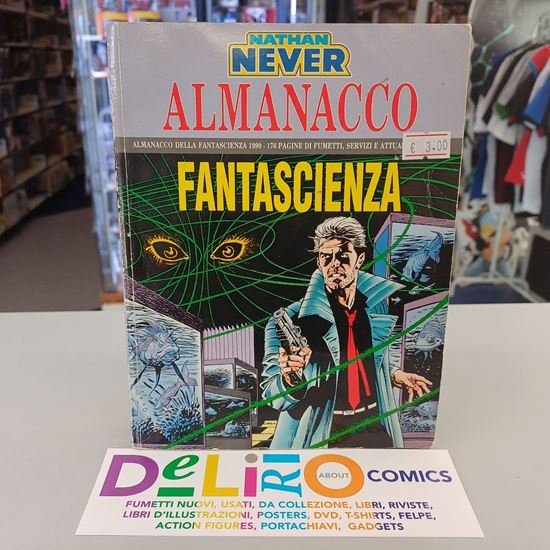 NATHAN
NEVER
ALMANACCO
ALMANACCO DELLA FANTASCIENZA 1999 - 176 PAGINE DI FUMETTI, SERVIZI E
€ 3.00
FANTASCIENZA
DeLiRiO ABOUT COMICS
FUMETTI NUOVI, USATI, DA COLLEZIONE, LIBRI, RIVISTE,
LIBRI D'ILLUSTRAZIONI, POSTERS, DVD, T-SHIRTS, FELPE,
ACTION FIGURES, PORTACHIAVI, GADGETS